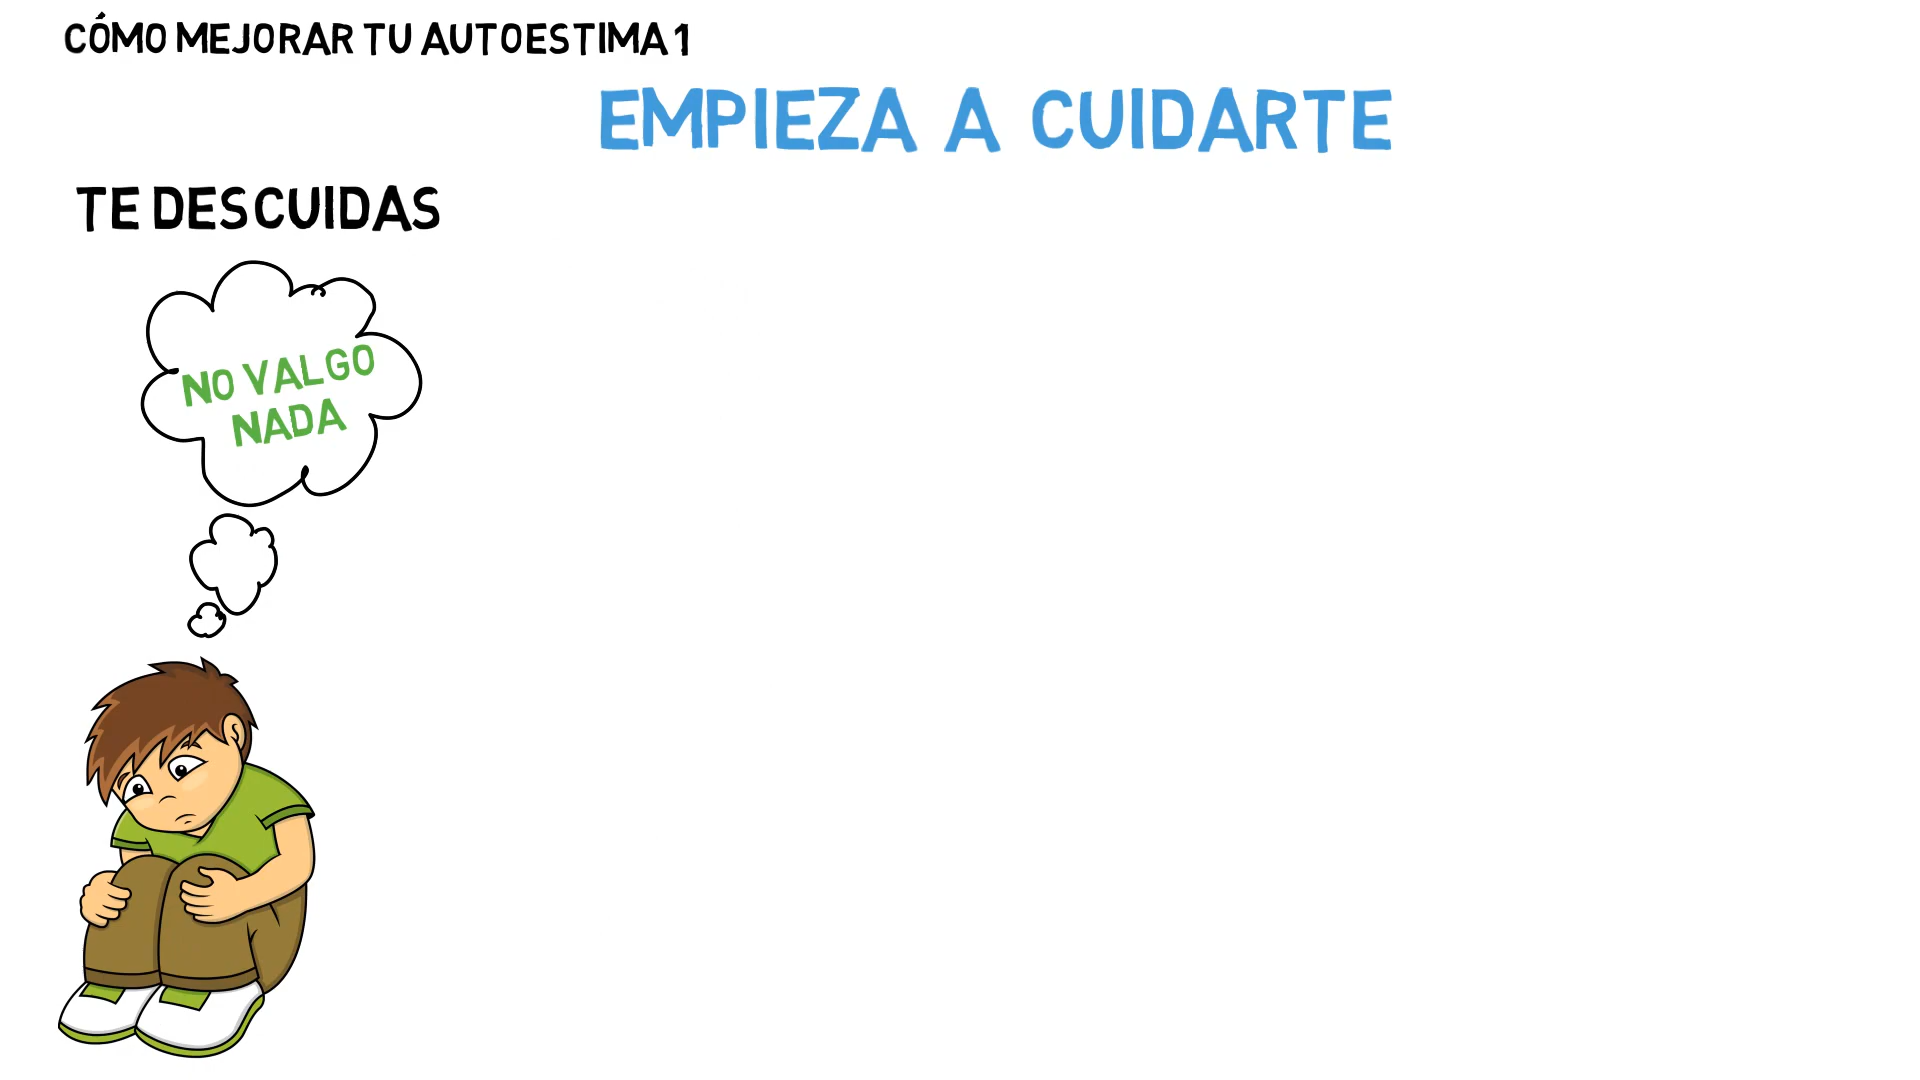 CÓMO MEJORAR TU AUTOESTIMA 1
EMPIEZA A CUIDARTE
TE DESCUIDAS
NO VALGO
NADA